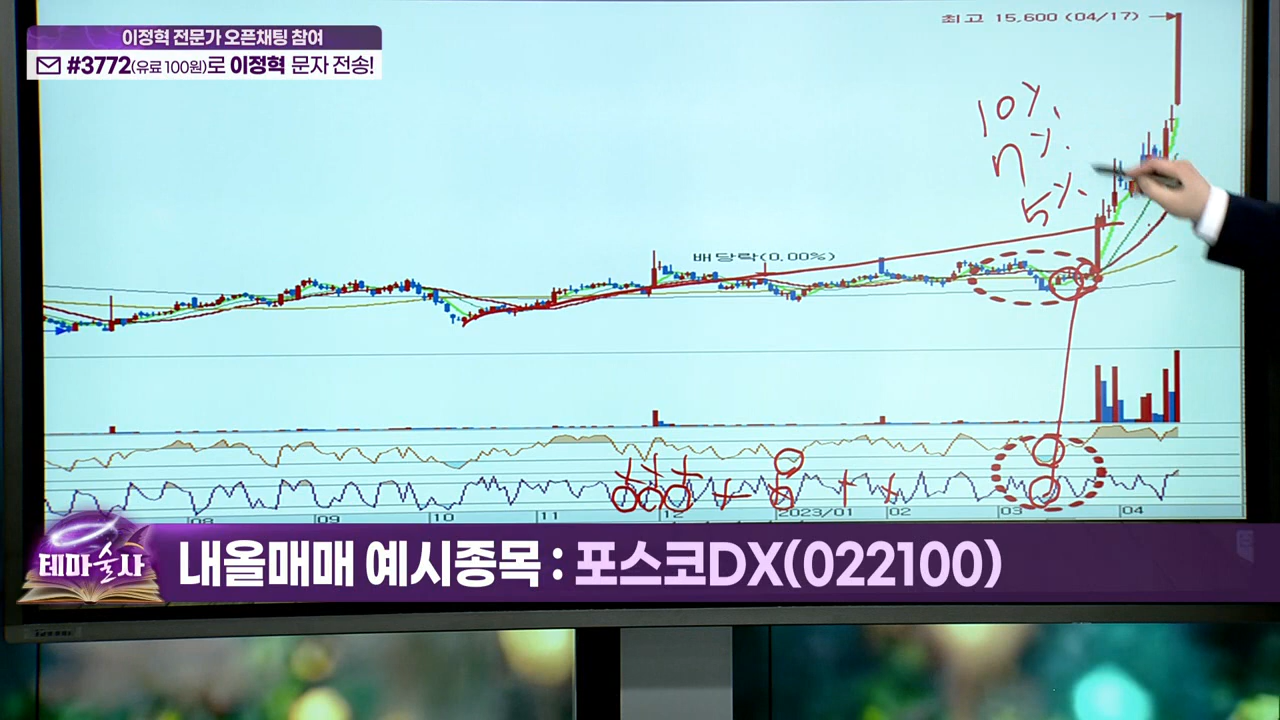 최고 15,600 (04/17)
이정혁 전문가 오픈채팅 참여
#3772(유료 100원)로 이정혁 문자 전송!
10%
7%
5%
배당락(0.00%)
08 09 10 11 12 2023/01 02 03 04
테마술사
내올매매 예시종목 : 포스코DX(022100)